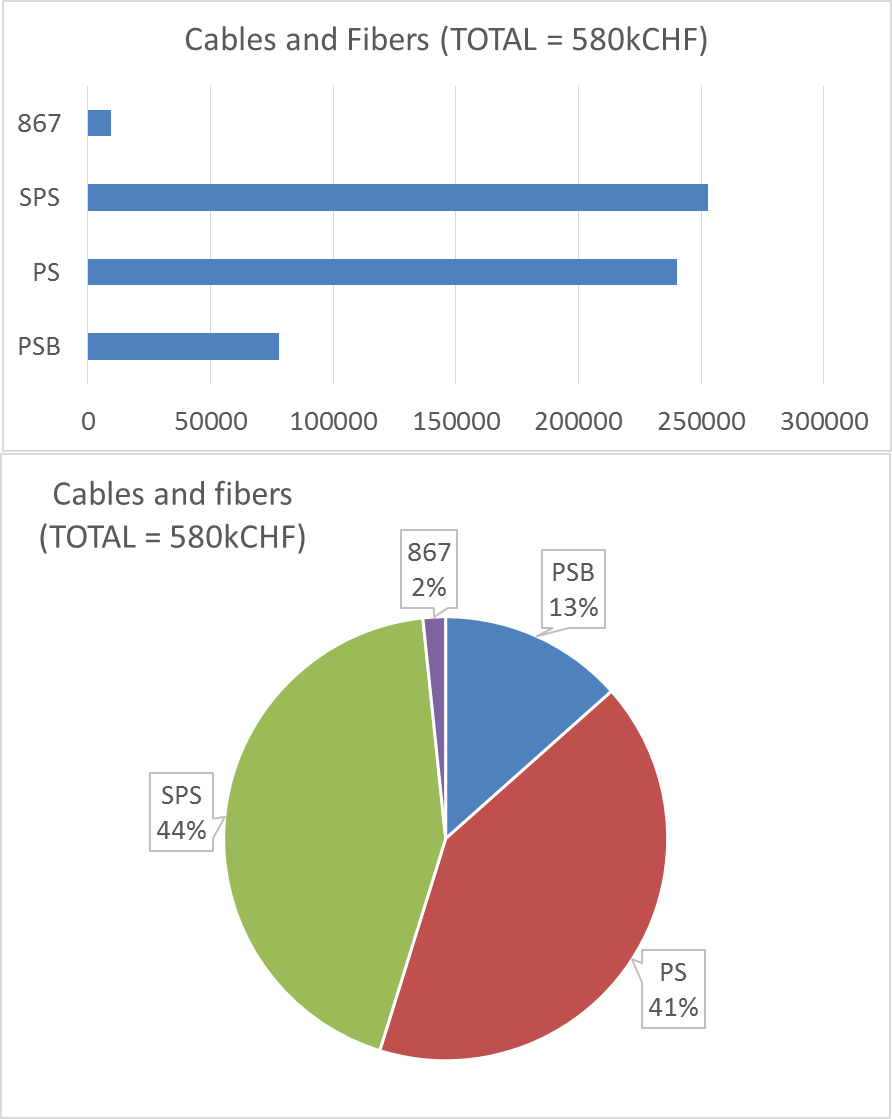 Cables and Fibers (TOTAL = 580kCHF)
867
SPS
PS
PSB
0 50000 100000 150000 200000 250000 300000
Cables and fibers
(TOTAL = 580kCHF)
867
2%
PSB
13%
SPS
44%
PS
41%